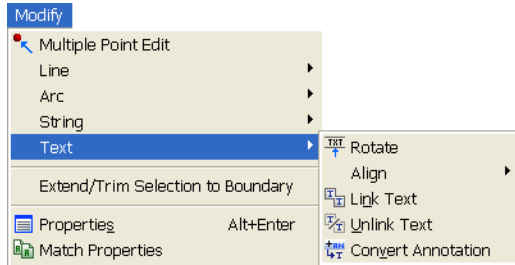 Modify
Multiple Point Edit
Line
Arc
String
Text
Extend/Trim Selection to Boundary
Properties Alt+Enter
Match Properties
TXT Rotate
Align
Link Text
Unlink Text
Convert Annotation